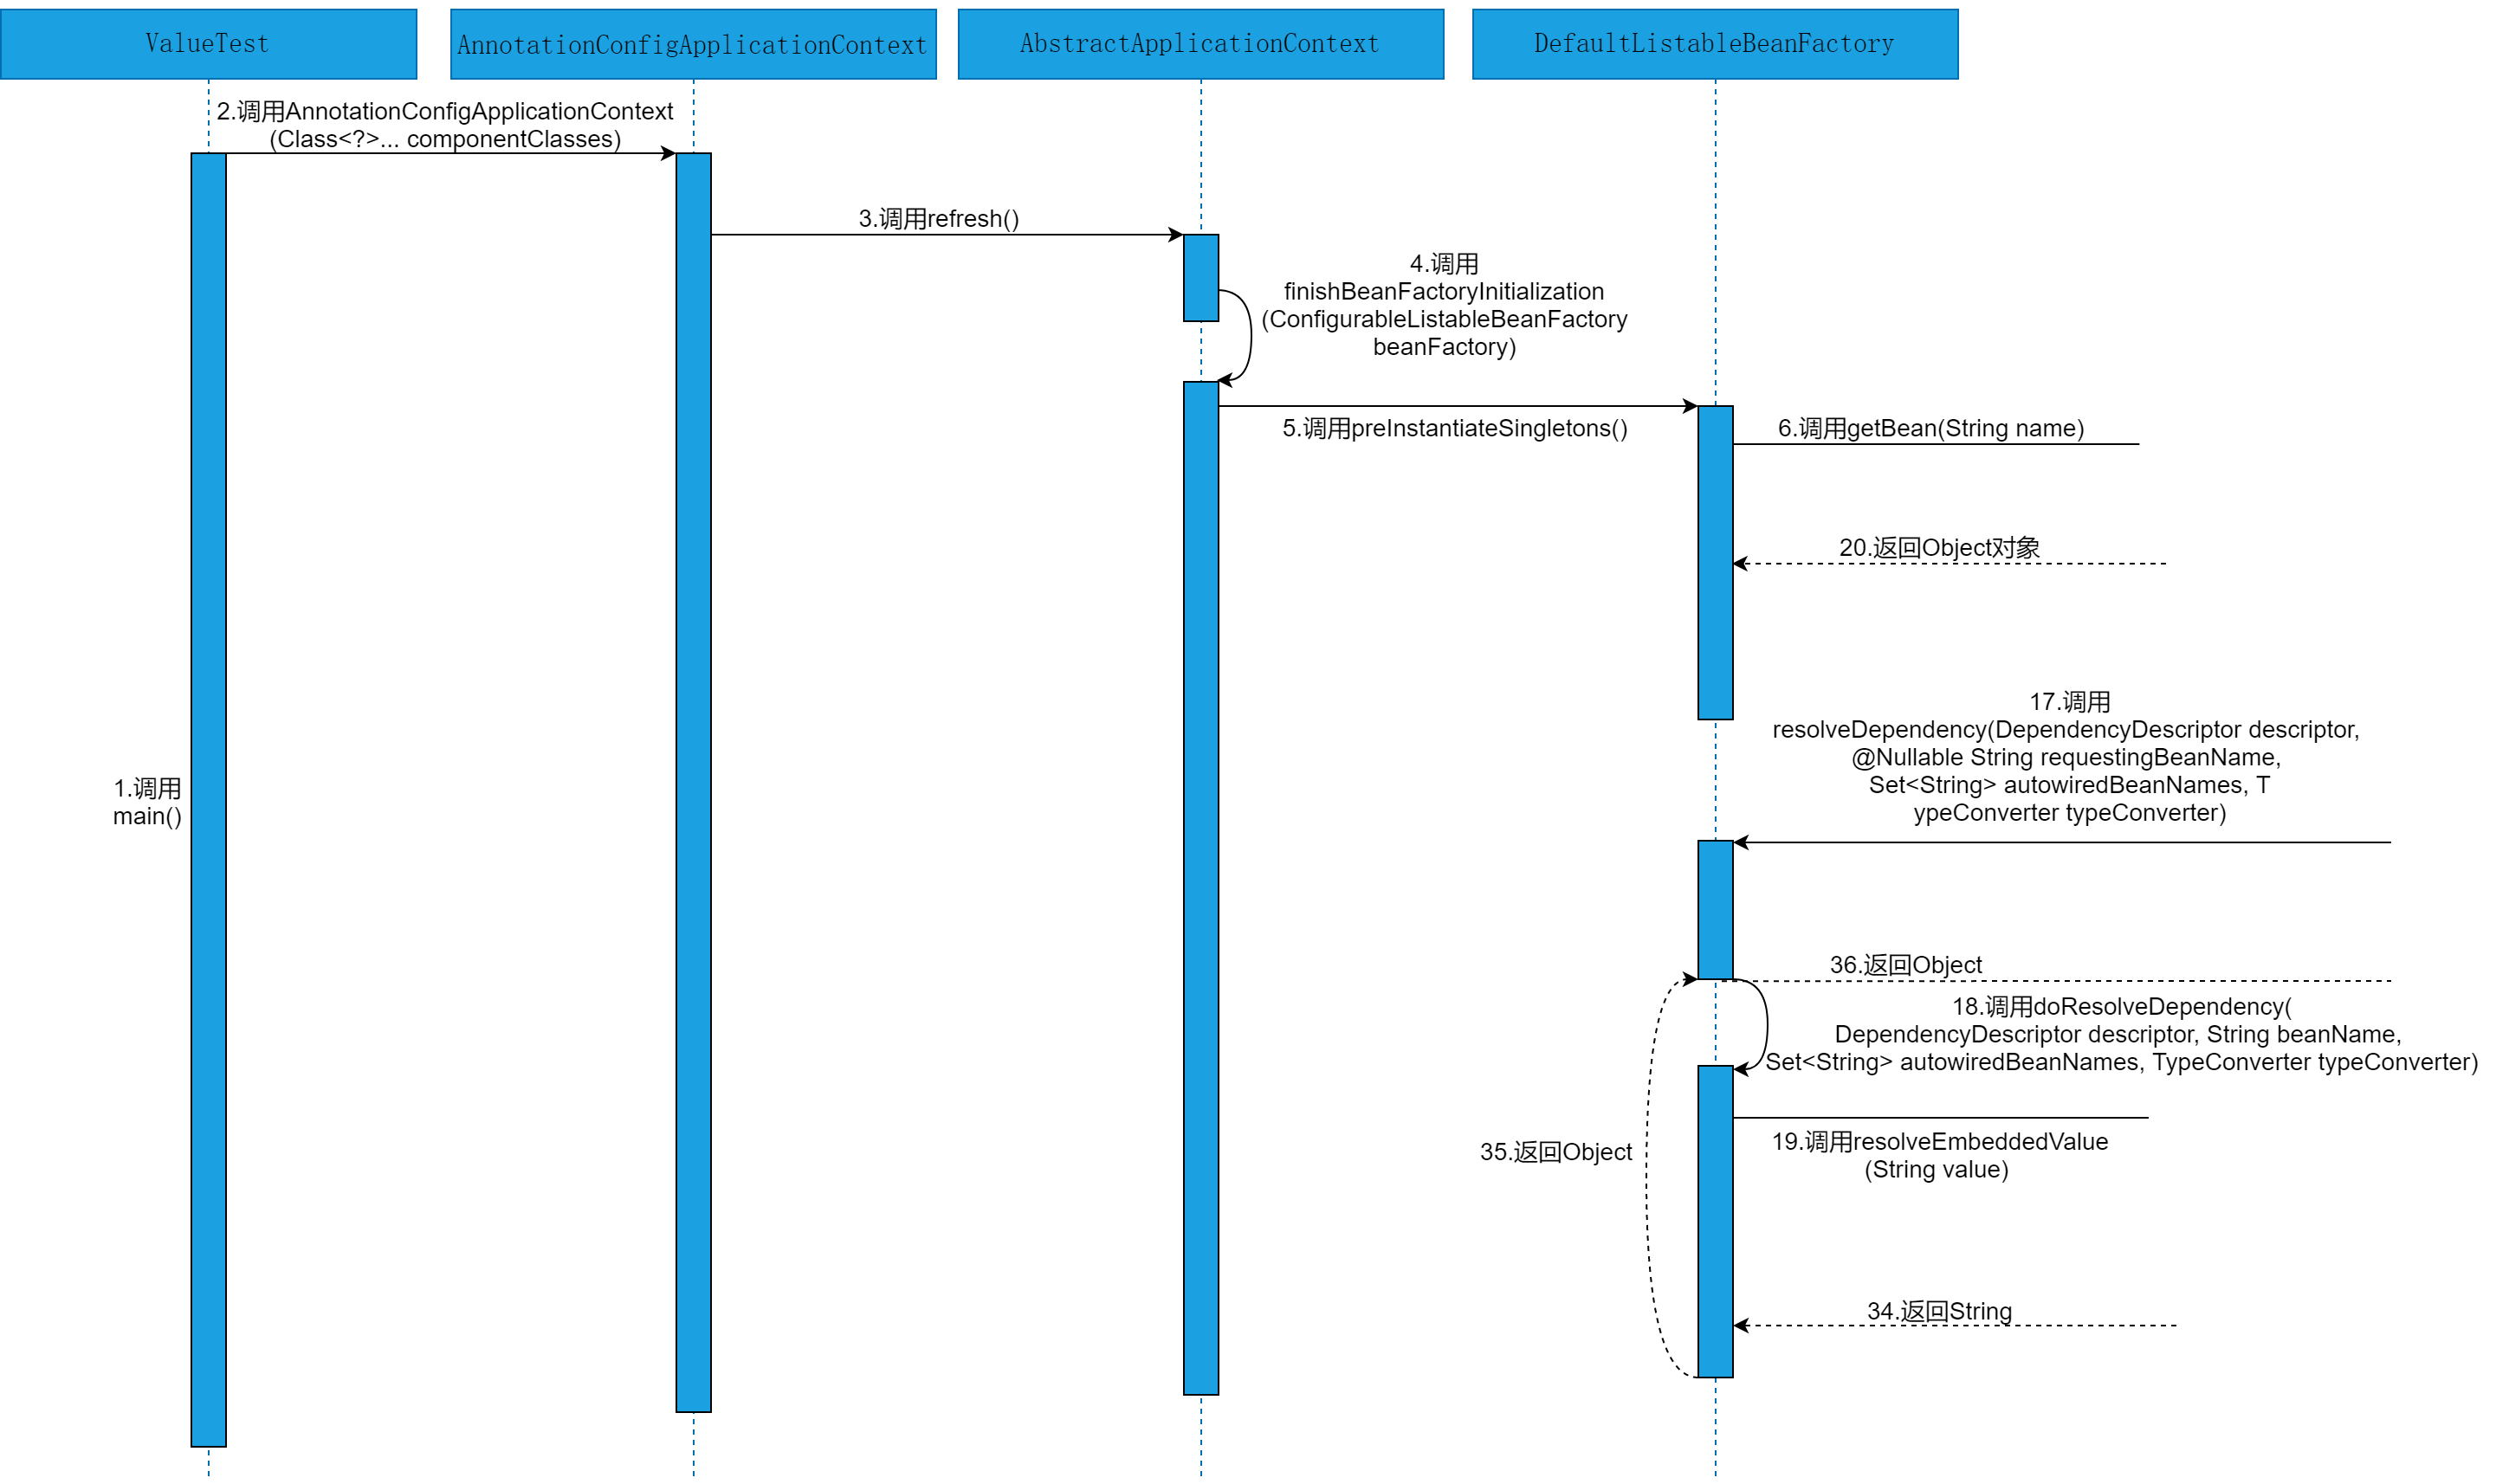 ValueTest
AnnotationConfigApplicationContext
AbstractApplicationContext
DefaultListableBeanFactory
2.调用AnnotationConfigApplicationContext
(Class<?>... componentClasses)
3.调用refresh()
4.调用
finishBeanFactoryInitialization
(ConfigurableListableBeanFactory
beanFactory)
5.调用preInstantiateSingletons()
6.调用getBean(String name)
20.返回Object对象
17.调用
resolveDependency(DependencyDescriptor descriptor,
@Nullable String requestingBeanName,
Set<String> autowiredBeanNames, T
ypeConverter typeConverter)
1.调用
main()
36.返回Object
18.调用doResolveDependency(
DependencyDescriptor descriptor, String beanName,
Set<String> autowiredBeanNames, TypeConverter typeConverter)
35.返回Object
19.调用resolveEmbeddedValue
(String value)
34.返回String